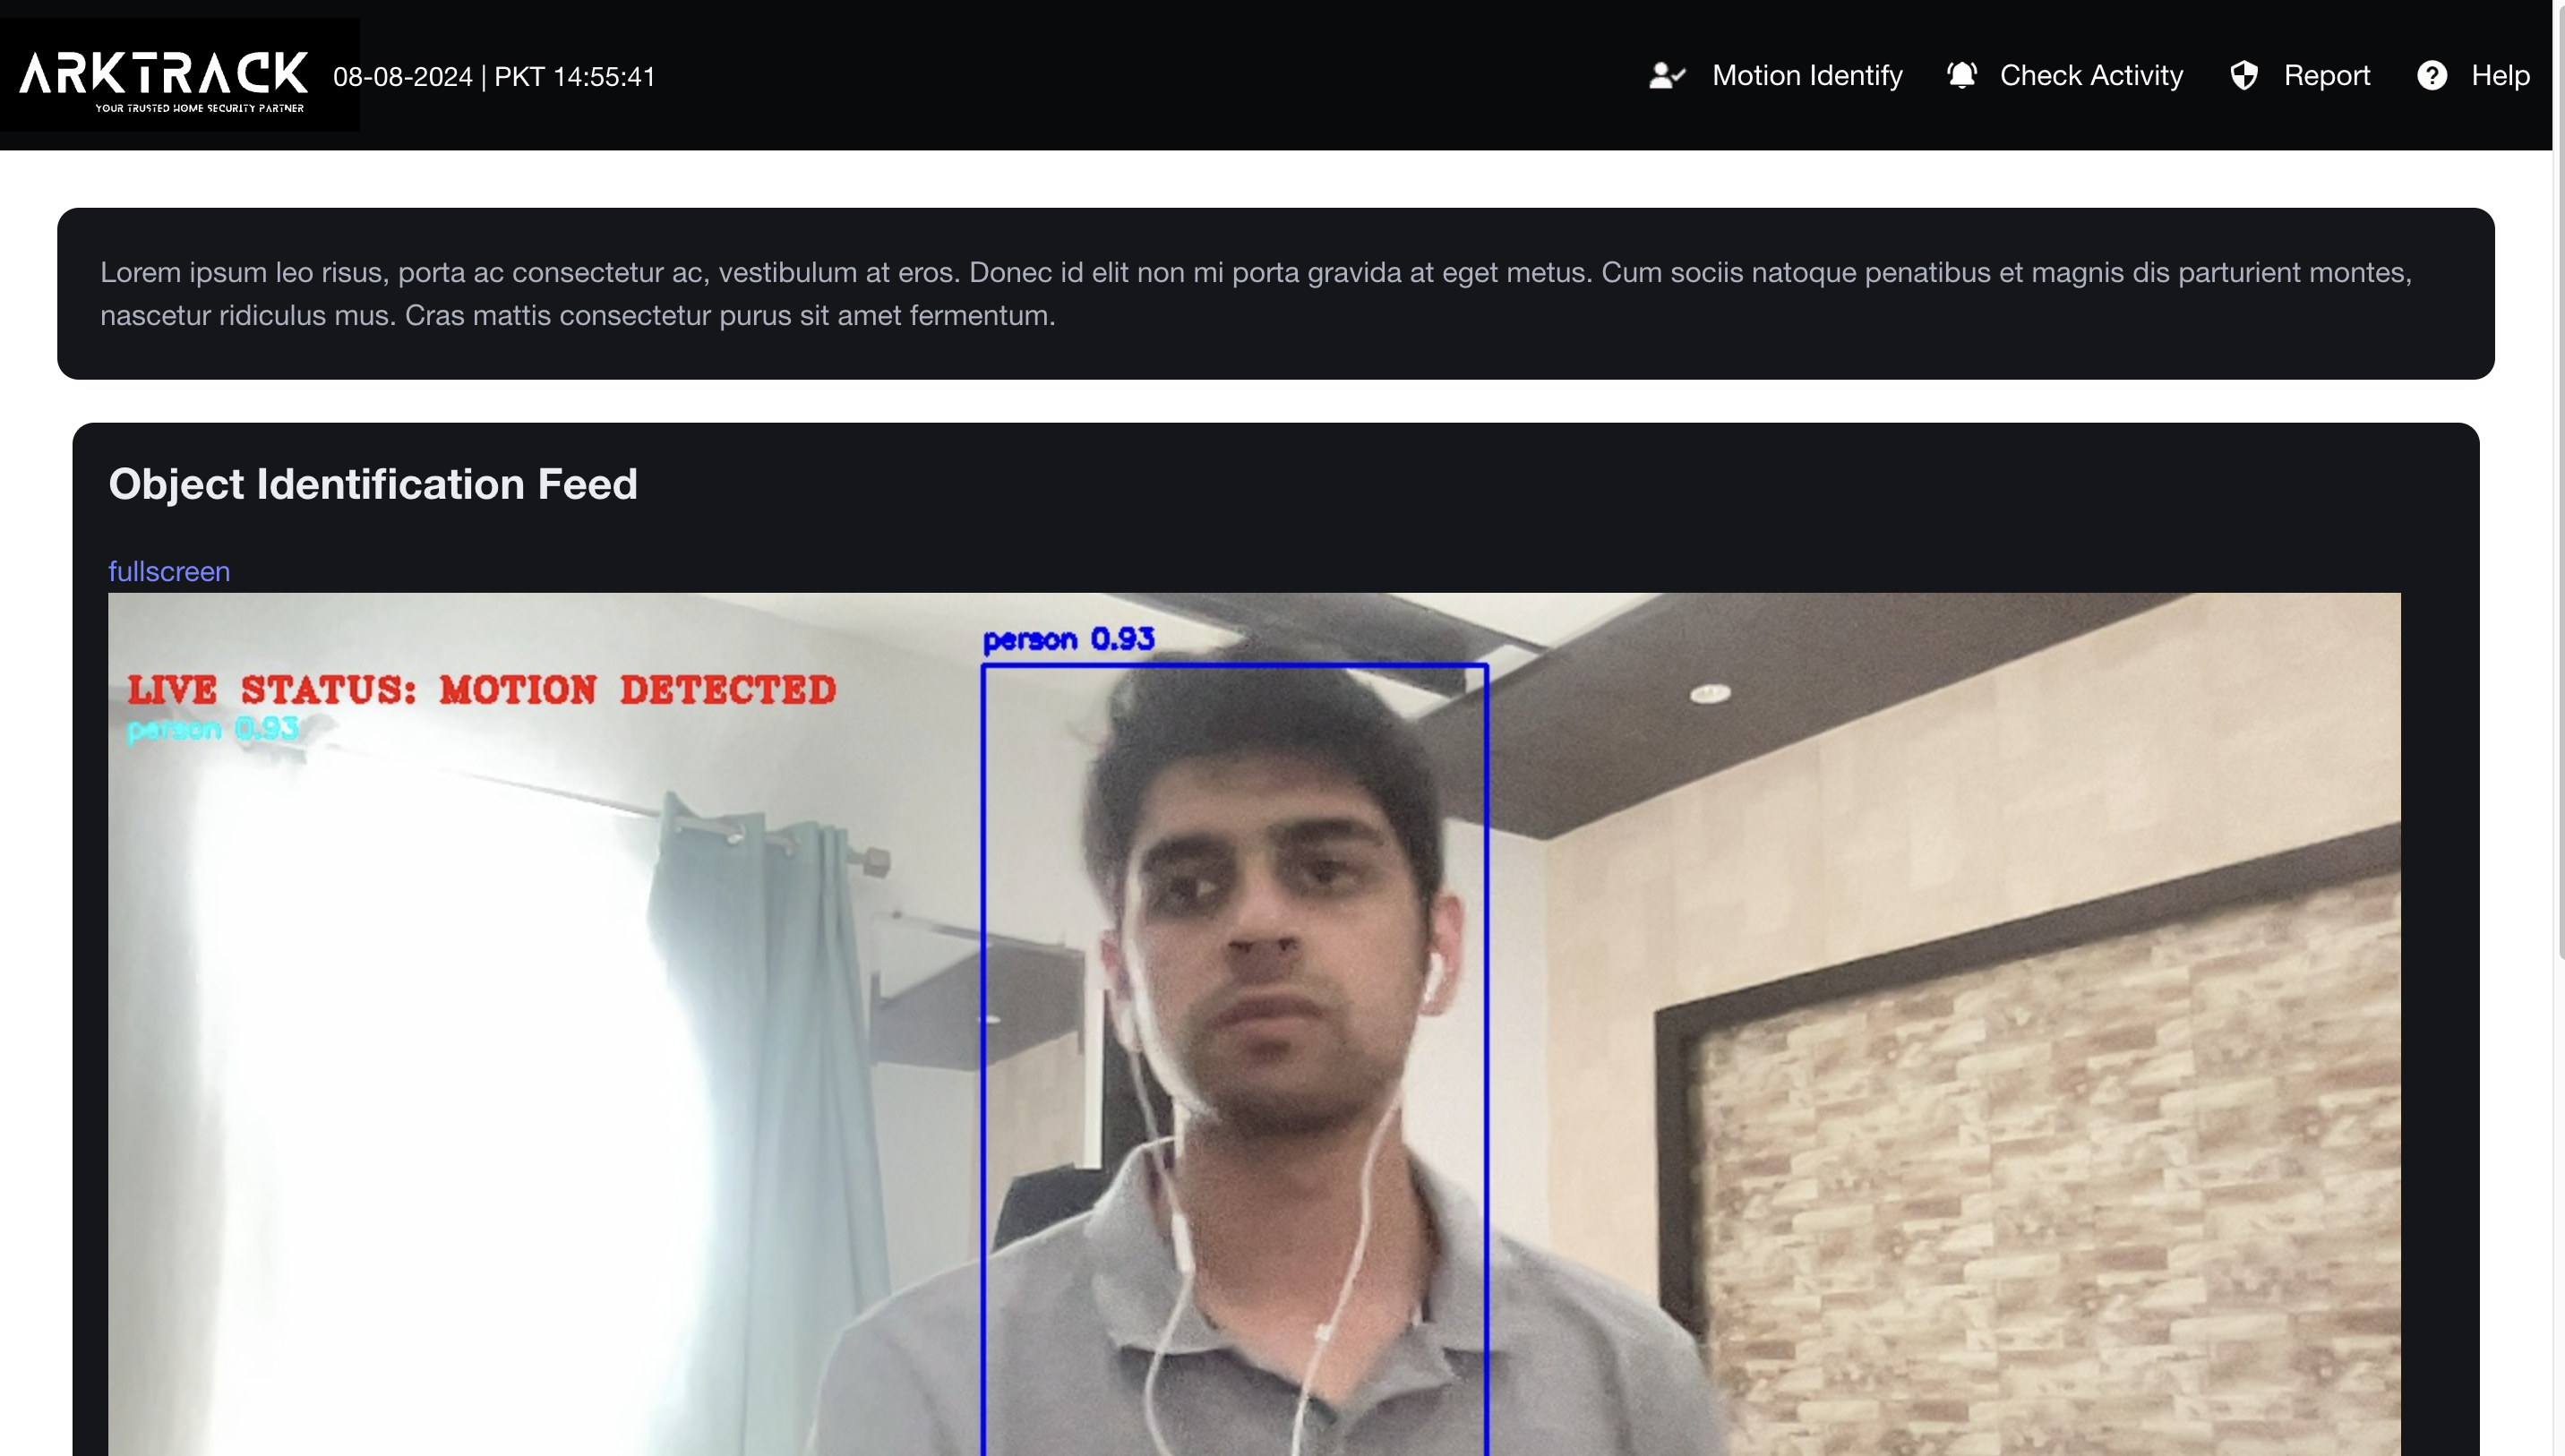 ARKTRACK
YOUR TRUSTED HOME SECURITY PARTNER
08-08-2024 | PKT 14:55:41
Motion Identify
Check Activity
Report
Help
Lorem ipsum leo risus, porta ac consectetur ac, vestibulum at eros. Donec id elit non mi porta gravida at eget metus. Cum sociis natoque penatibus et magnis dis parturient montes,
nascetur ridiculus mus. Cras mattis consectetur purus sit amet fermentum.
Object Identification Feed
fullscreen
person 0.93
LIVE STATUS: MOTION DETECTED
person 0.93